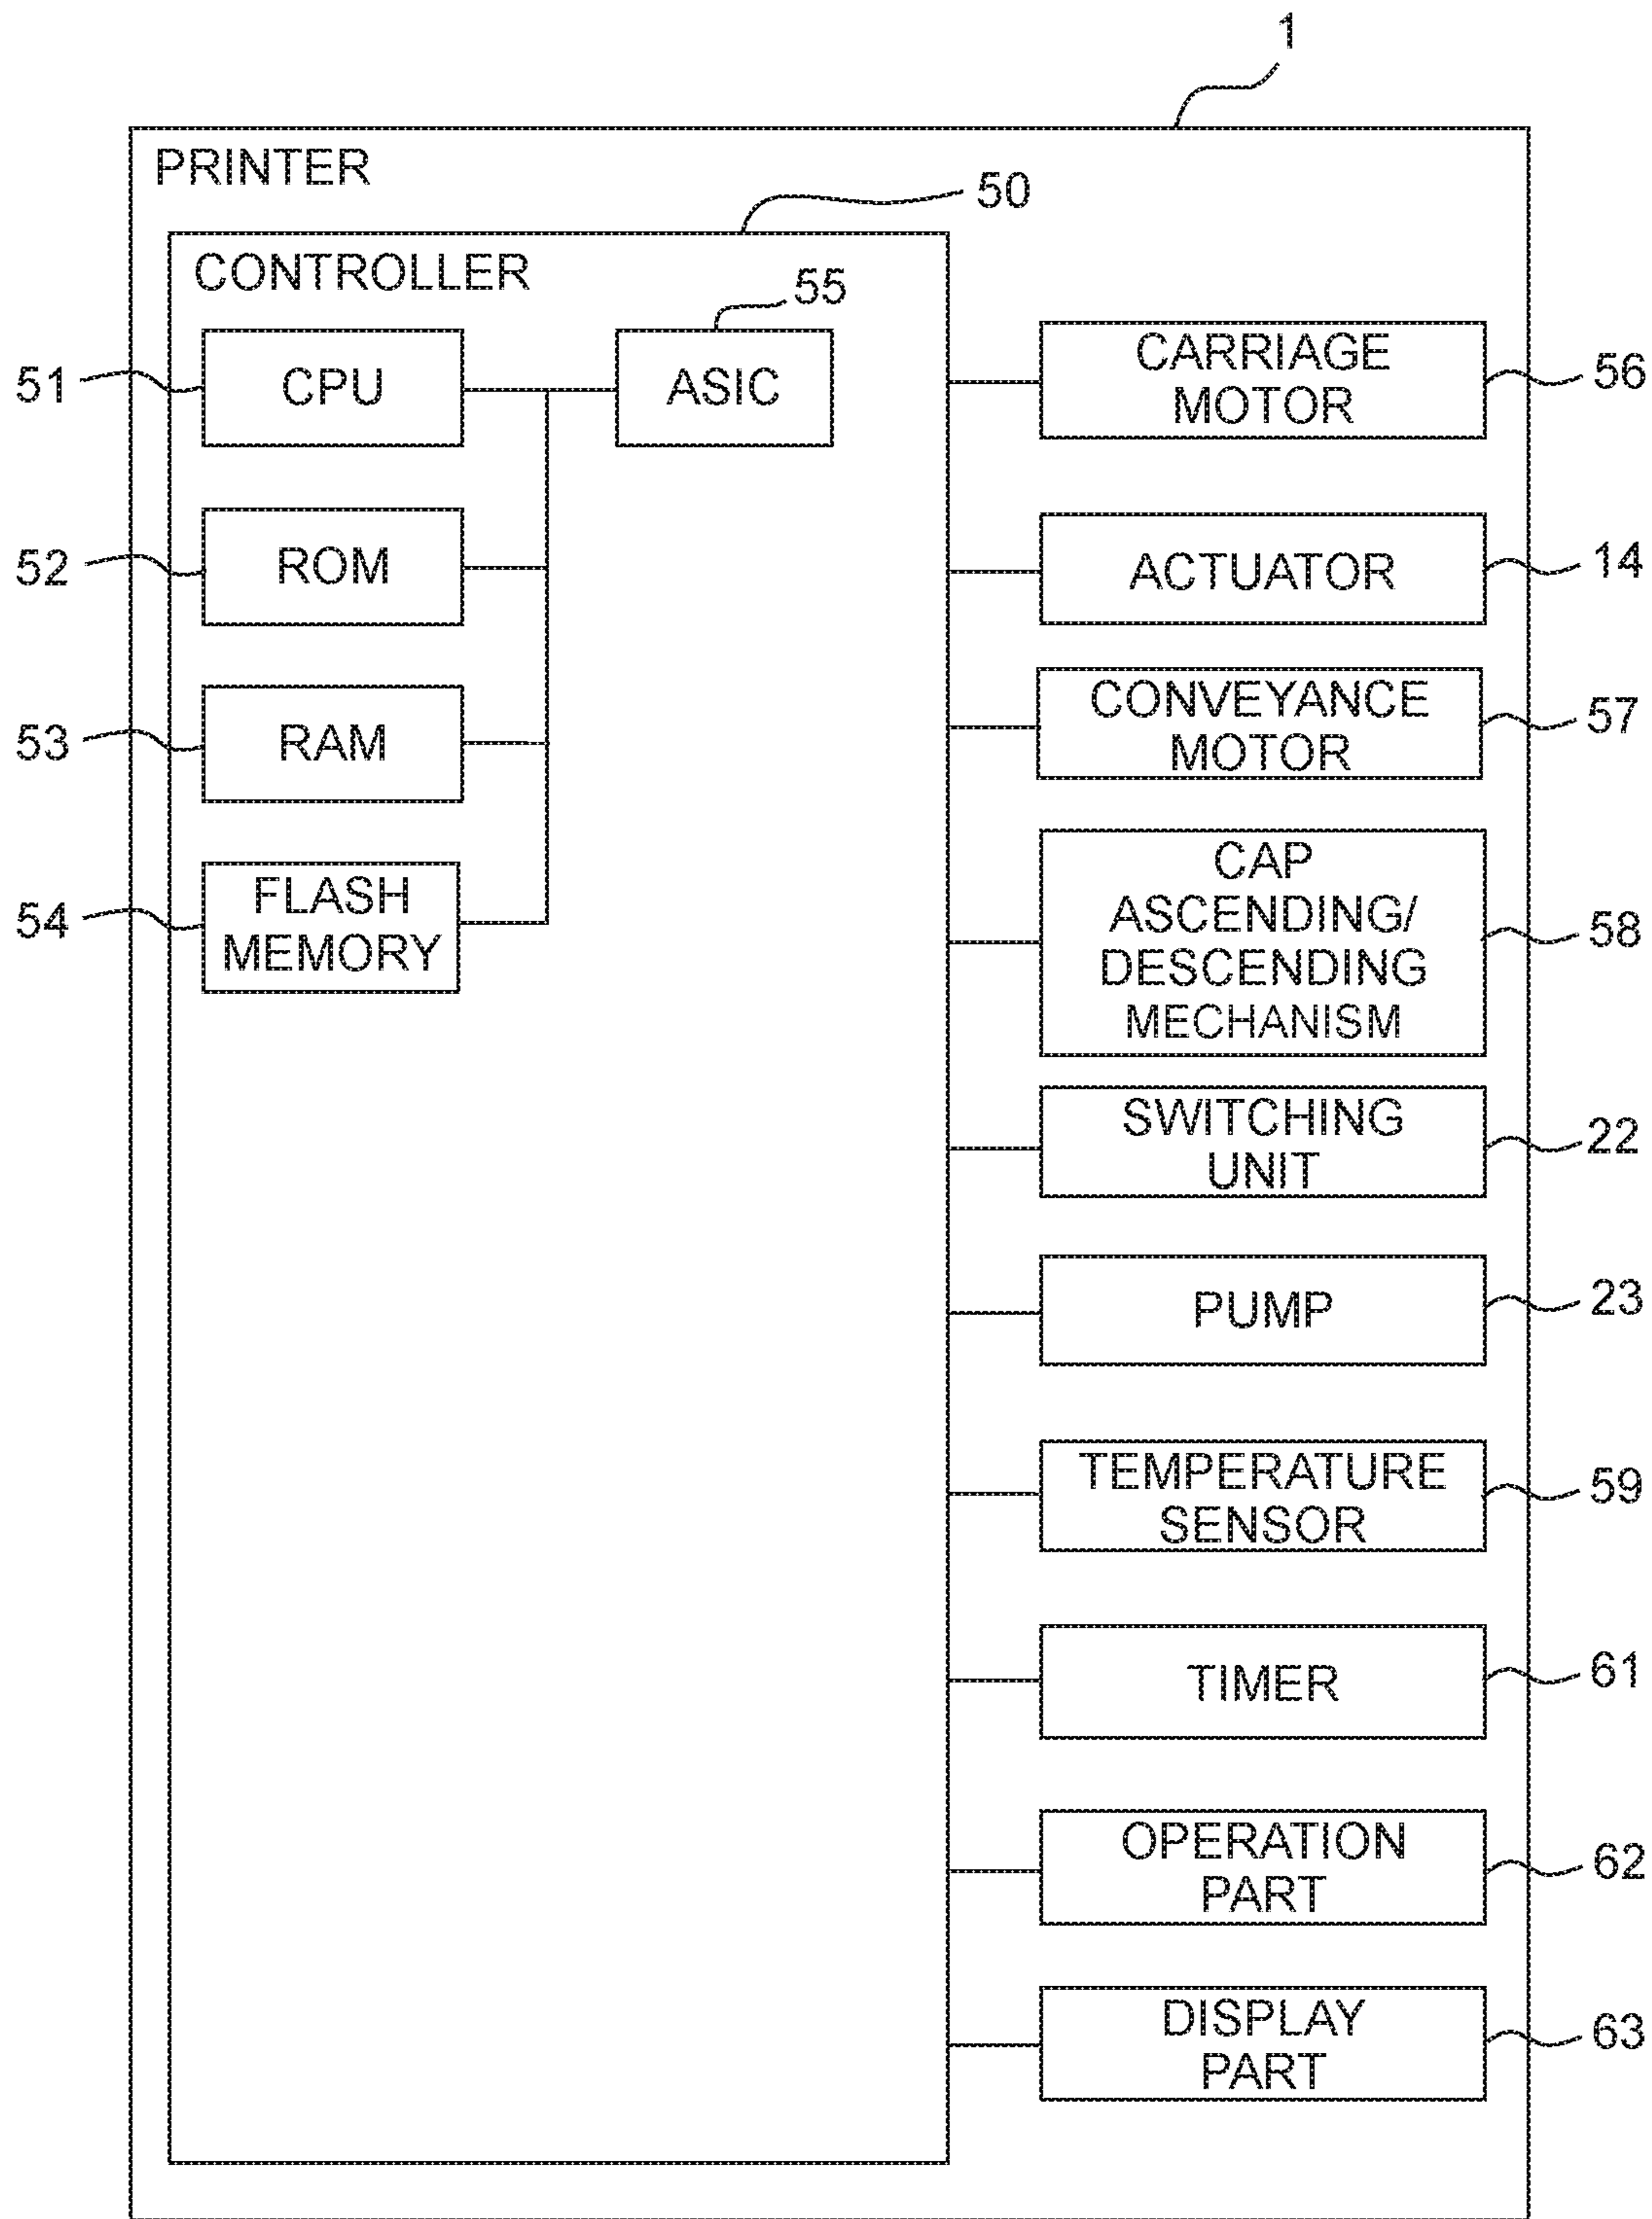 1
PRINTER
50
CONTROLLER
55
51
CPU
ASIC
CARRIAGE
MOTOR
56
52
ROM
ACTUATOR
14
53
RAM
CONVEYANCE
MOTOR
57
54
FLASH
MEMORY
CAP
ASCENDING/
DESCENDING
MECHANISM
58
SWITCHING
UNIT
22
PUMP
23
TEMPERATURE
SENSOR
59
TIMER
61
OPERATION
PART
62
DISPLAY
PART
63